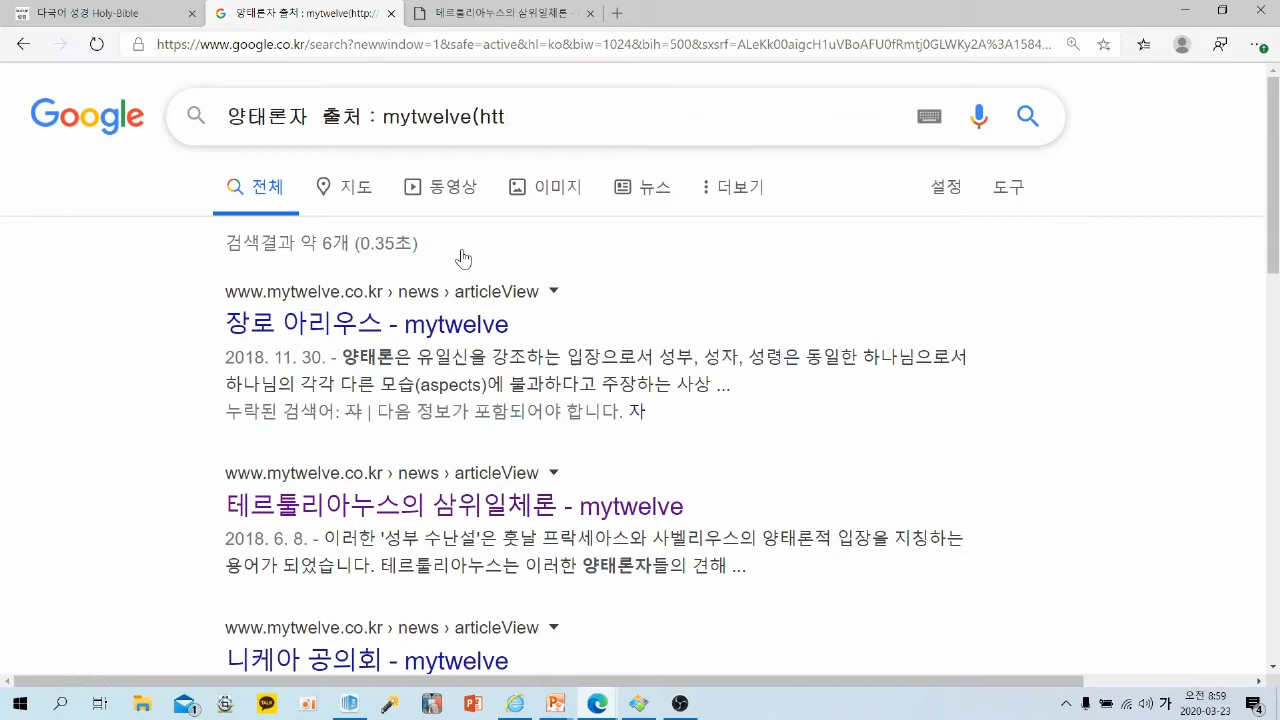 다국어 성경 Holy-Bible
양태론자 출처 : mytwelve(http://
테르툴리아누스의 삼위일체론 -
https://www.google.co.kr/search?newwindow=1&safe=active&hl=ko&biw=1024&bih=500&sxsrf=ALeKk00aigcH1uVBoAFU0fRmtj0GLWKy2A%3A1584...
Google
양태론자 출처 : mytwelve(htt
전체 지도 동영상 이미지 뉴스 더보기 설정 도구
검색결과 약 6개 (0.35초)
www.mytwelve.co.kr › news › articleView
장로 아리우스 - mytwelve
2018. 11. 30. - 양태론은 유일신을 강조하는 입장으로서 성부, 성자, 성령은 동일한 하나님으로서
하나님의 각각 다른 모습(aspects)에 불과하다고 주장하는 사상 ...
누락된 검색어: 쟈 | 다음 정보가 포함되어야 합니다. 자
www.mytwelve.co.kr › news › articleView
테르툴리아누스의 삼위일체론 - mytwelve
2018. 6. 8. - 이러한 '성부 수난설'은 훗날 프락세아스와 사벨리우스의 양태론적 입장을 지칭하는
용어가 되었습니다. 테르툴리아누스는 이러한 양태론자들의 견해 ...
www.mytwelve.co.kr › news › articleView
니케아 공의회 - mytwelve
TALK
가
오전 8:59
2020-03-23